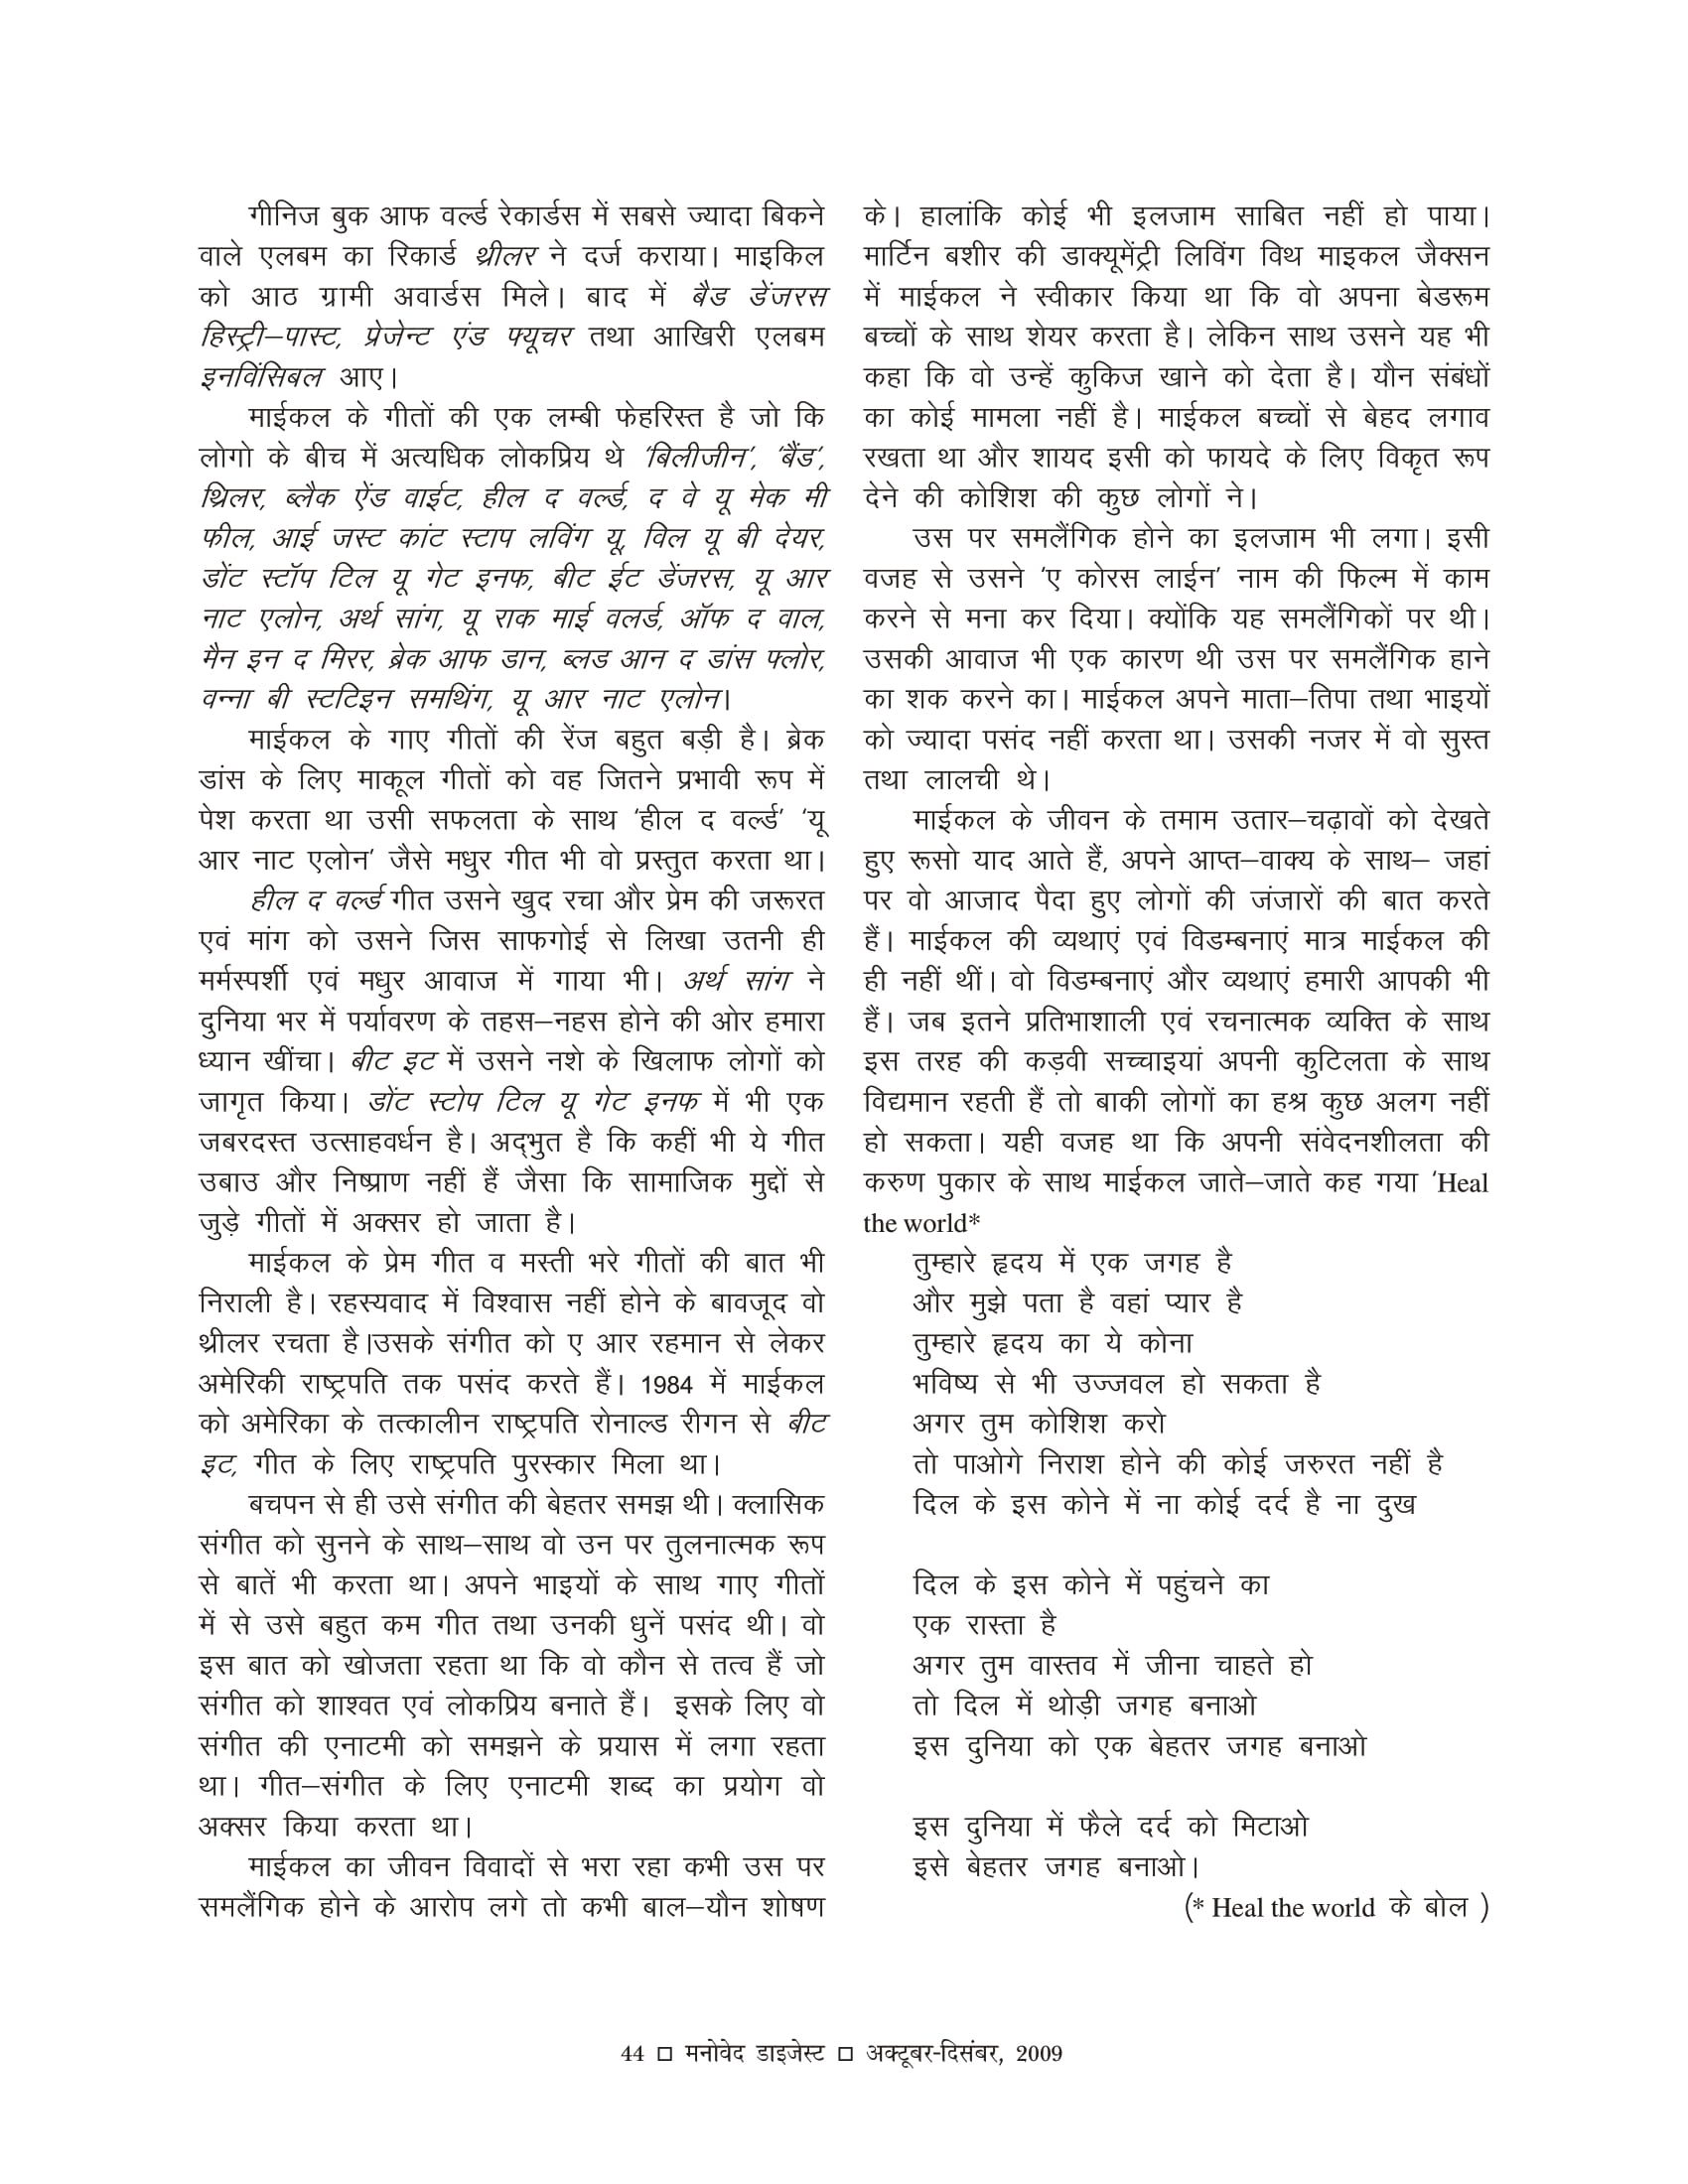 गीनिज बुक आफ वर्ल्ड रेकार्डस में सबसे ज्यादा बिकने
वाले एलबम का रिकार्ड थ्रीलर ने दर्ज कराया। माइकिल
को आठ ग्रामी अवार्डस मिले। बाद में बैड डेंजरस
हिस्ट्री–पास्ट, प्रेजेन्ट एंड फ्यूचर तथा आखिरी एलबम
इनविंसिबल आए।
माईकल के गीतों की एक लम्बी फेहरिस्त है जो कि
लोगो के बीच में अत्यधिक लोकप्रिय थे 'बिलीजीन', 'बैंड',
थ्रिलर, ब्लैक ऐंड वाईट, हील द वर्ल्ड, द वे यू मेक मी
फील, आई जस्ट कांट स्टाप लविंग यू, विल यू बी देयर,
डोंट स्टॉप टिल यू गेट इनफ, बीट ईट डेंजरस, यू आर
नाट एलोन, अर्थ सांग, यू राक माई वलर्ड, ऑफ द वाल,
मैन इन द मिरर, ब्रेक आफ डान, ब्लड आन द डांस फ्लोर,
वन्ना बी स्टटिइन समथिंग, यू आर नाट एलोन।
माईकल के गाए गीतों की रेंज बहुत बड़ी है। ब्रेक
डांस के लिए माकूल गीतों को वह जितने प्रभावी रूप में
पेश करता था उसी सफलता के साथ 'हील द वर्ल्ड' 'यू
आर नाट एलोन' जैसे मधुर गीत भी वो प्रस्तुत करता था।
हील द वर्ल्ड गीत उसने खुद रचा और प्रेम की जरूरत
एवं मांग को उसने जिस साफगोई से लिखा उतनी ही
मर्मस्पर्शी एवं मधुर आवाज में गाया भी। अर्थ सांग ने
दुनिया भर में पर्यावरण के तहस–नहस होने की ओर हमारा
ध्यान खींचा। बीट इट में उसने नशे के खिलाफ लोगों को
जागृत किया। डोंट स्टोप टिल यू गेट इनफ में भी एक
जबरदस्त उत्साहवर्धन है। अद्भुत है कि कहीं भी ये गीत
उबाउ और निष्प्राण नहीं हैं जैसा कि सामाजिक मुद्दों से
जुड़े गीतों में अक्सर हो जाता है।
माईकल के प्रेम गीत व मस्ती भरे गीतों की बात भी
निराली है। रहस्यवाद में विश्वास नहीं होने के बावजूद वो
थ्रीलर रचता है।उसके संगीत को ए आर रहमान से लेकर
अमेरिकी राष्ट्रपति तक पसंद करते हैं। 1984 में माईकल
को अमेरिका के तत्कालीन राष्ट्रपति रोनाल्ड रीगन से बीट
इट, गीत के लिए राष्ट्रपति पुरस्कार मिला था।
बचपन से ही उसे संगीत की बेहतर समझ थी। क्लासिक
संगीत को सुनने के साथ–साथ वो उन पर तुलनात्मक रूप
से बातें भी करता था। अपने भाइयों के साथ गाए गीतों
में से उसे बहुत कम गीत तथा उनकी धुनें पसंद थी। वो
इस बात को खोजता रहता था कि वो कौन से तत्व हैं जो
संगीत को शाश्वत एवं लोकप्रिय बनाते हैं। इसके लिए वो
संगीत की एनाटमी को समझने के प्रयास में लगा रहता
था। गीत–संगीत के लिए एनाटमी शब्द का प्रयोग वो
अक्सर किया करता था।
माईकल का जीवन विवादों से भरा रहा कभी उस पर
समलैंगिक होने के आरोप लगे तो कभी बाल–यौन शोषण
के। हालांकि कोई भी इलजाम साबित नहीं हो पाया।
मार्टिन बशीर की डाक्यूमेंट्री लिविंग विथ माइकल जैक्सन
में माईकल ने स्वीकार किया था कि वो अपना बेडरूम
बच्चों के साथ शेयर करता है। लेकिन साथ उसने यह भी
कहा कि वो उन्हें कुकिज खाने को देता है। यौन संबंधों
का कोई मामला नहीं है। माईकल बच्चों से बेहद लगाव
रखता था और शायद इसी को फायदे के लिए विकृत रूप
देने की कोशिश की कुछ लोगों ने।
उस पर समलैंगिक होने का इलजाम भी लगा। इसी
वजह से उसने 'ए कोरस लाईन' नाम की फिल्म में काम
करने से मना कर दिया। क्योंकि यह समलैंगिकों पर थी।
उसकी आवाज भी एक कारण थी उस पर समलैंगिक हाने
का शक करने का। माईकल अपने माता–तिपा तथा भाइयों
को ज्यादा पसंद नहीं करता था। उसकी नजर में वो सुस्त
तथा लालची थे।
माईकल के जीवन के तमाम उतार–चढ़ावों को देखते
हुए रूसो याद आते हैं, अपने आप्त–वाक्य के साथ– जहां
पर वो आजाद पैदा हुए लोगों की जंजारों की बात करते
हैं। माईकल की व्यथाएं एवं विडम्बनाएं मात्र माईकल की
ही नहीं थीं। वो विडम्बनाएं और व्यथाएं हमारी आपकी भी
हैं। जब इतने प्रतिभाशाली एवं रचनात्मक व्यक्ति के साथ
इस तरह की कड़वी सच्चाइयां अपनी कुटिलता के साथ
विद्यमान रहती हैं तो बाकी लोगों का हश्र कुछ अलग नहीं
हो सकता। यही वजह था कि अपनी संवेदनशीलता की
करुण पुकार के साथ माईकल जाते–जाते कह गया 'Heal
the world*
तुम्हारे हृदय में एक जगह है
और मुझे पता है वहां प्यार है
तुम्हारे हृदय का ये कोना
भविष्य से भी उज्जवल हो सकता है
अगर तुम कोशिश करो
तो पाओगे निराश होने की कोई जरुरत नहीं है
दिल के इस कोने में ना कोई दर्द है ना दुख
दिल के इस कोने में पहुंचने का
एक रास्ता है
अगर तुम वास्तव में जीना चाहते हो
तो दिल में थोड़ी जगह बनाओ
इस दुनिया को एक बेहतर जगह बनाओ
इस दुनिया में फैले दर्द को मिटाओ
इसे बेहतर जगह बनाओ।
(* Heal the world के बोल )
44 □ मनोवेद डाइजेस्ट □ अक्टूबर-दिसंबर, 2009